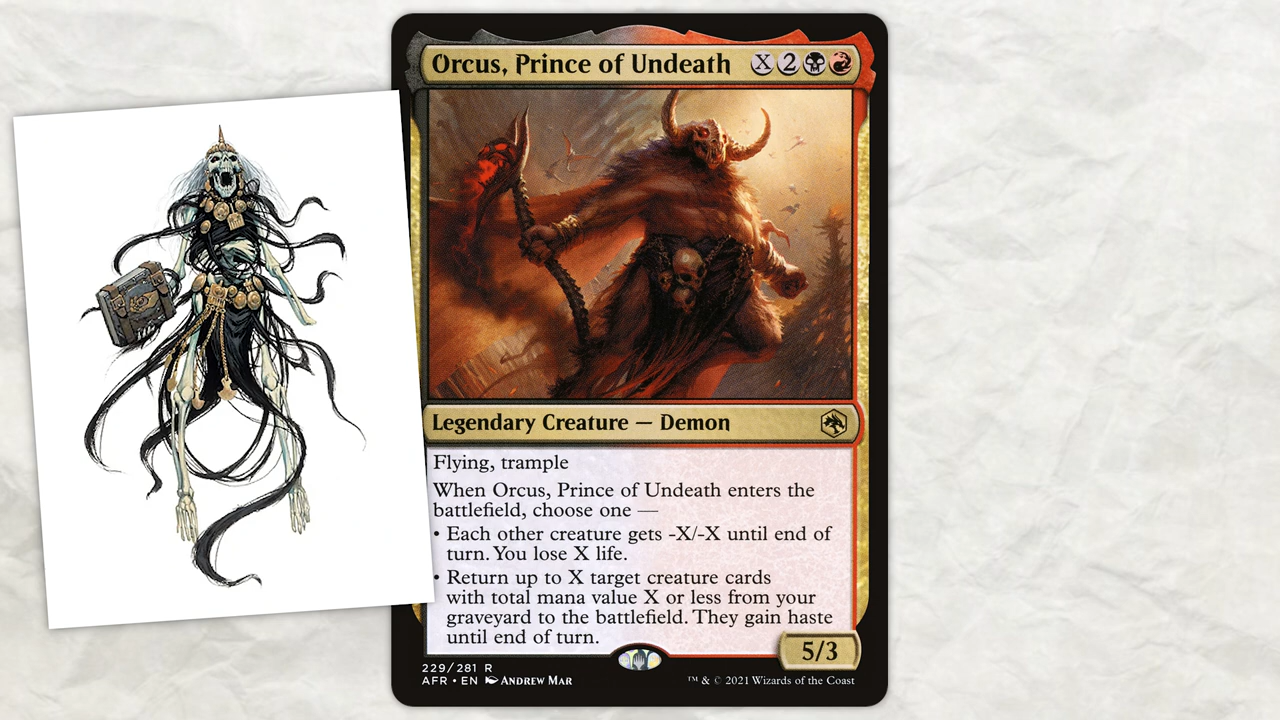 Orcus, Prince of Undeath X 2
Legendary Creature — Demon
Flying, trample
When Orcus, Prince of Undeath enters the
battlefield, choose one —
• Each other creature gets -X/-X until end of
turn. You lose X life.
• Return up to X target creature cards
with total mana value X or less from your
graveyard to the battlefield. They gain haste
until end of turn.
5/3
229/281 R
AFR • EN Andrew Mar
™ & © 2021 Wizards of the Coast